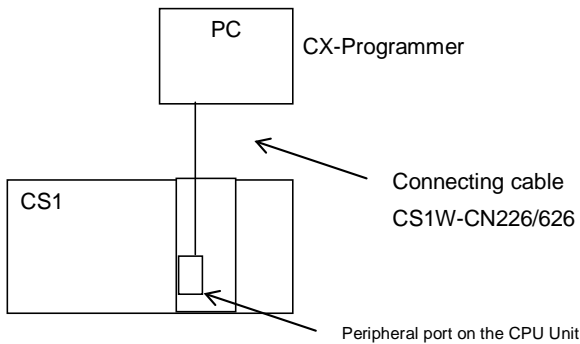 PC
CX-Programmer
Connecting cable
CS1W-CN226/626
CS1
Peripheral port on the CPU Unit